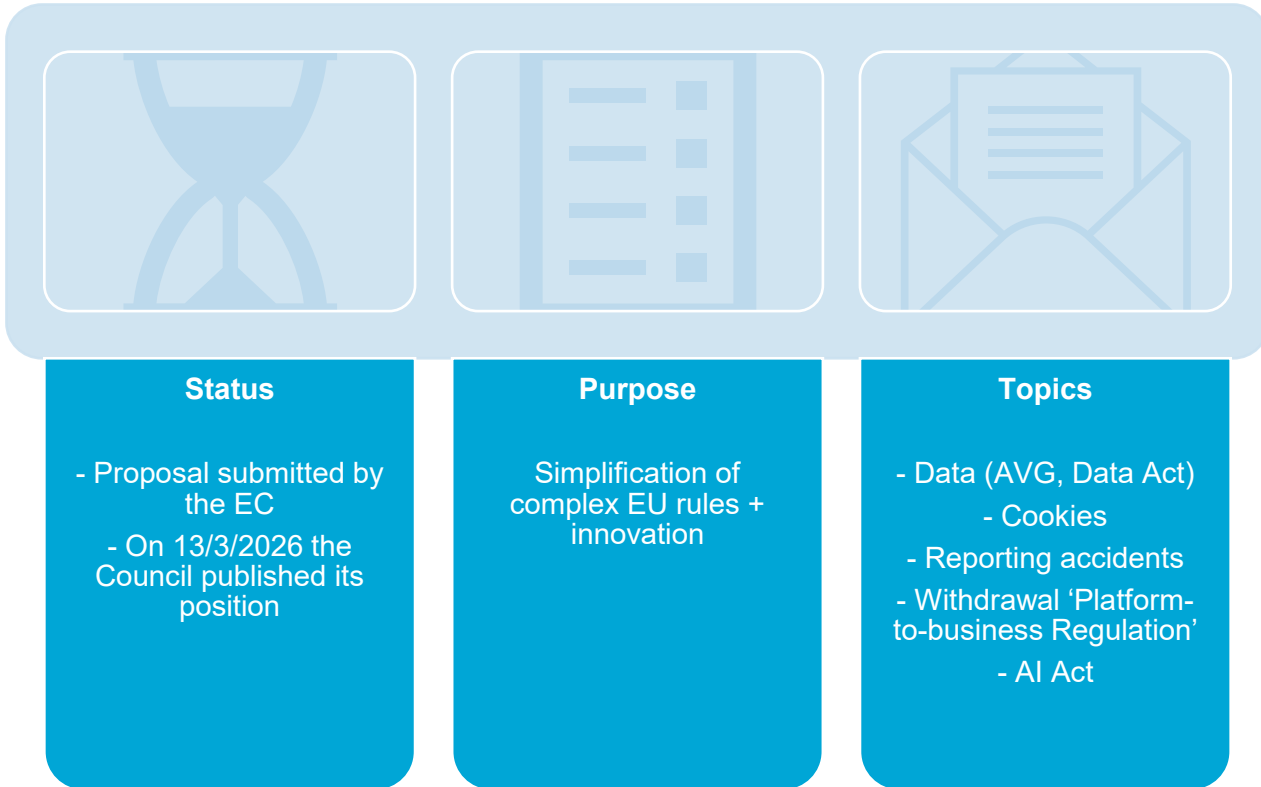 Status
- Proposal submitted by
the EC
- On 13/3/2026 the
Council published its
position
Purpose
Simplification of
complex EU rules +
innovation
Topics
- Data (AVG, Data Act)
- Cookies
- Reporting accidents
- Withdrawal ‘Platform-
to-business Regulation’
- AI Act